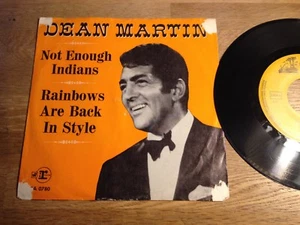 DEAN MARTIN
Not Enough
Indians
Rainbows
Are Back
In Style